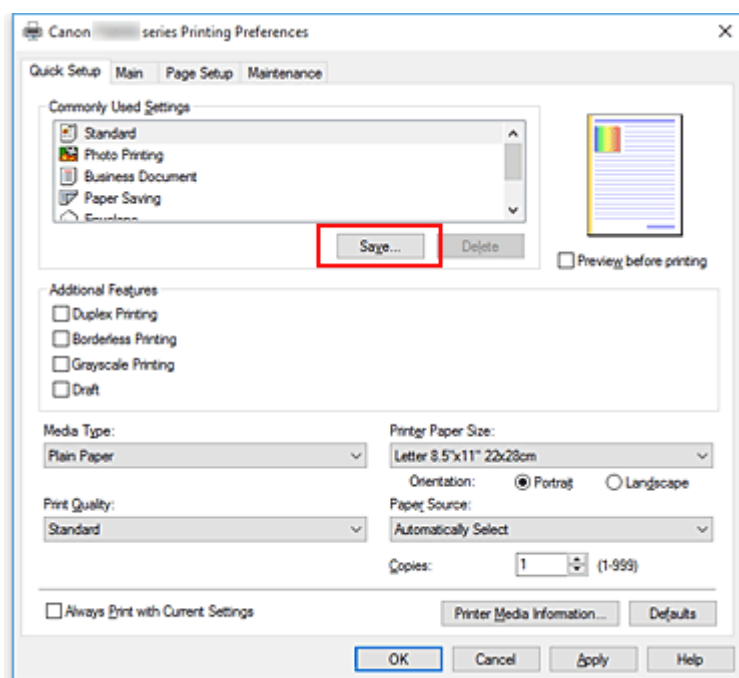 Canon series Printing Preferences
Quick Setup Main Page Setup Maintenance
Commonly Used Settings
Standard
Photo Printing
Business Document
Paper Saving
Envelope
Save... Delete
Preview before printing
Additional Features
Duplex Printing
Borderless Printing
Grayscale Printing
Draft
Media Type: Printer Paper Size:
Plain Paper Letter 8.5"x11" 22x28cm
Orientation: Portrait Landscape
Print Quality: Paper Source:
Standard Automatically Select
Copies: 1 (1-999)
Always Print with Current Settings Printer Media Information... Defaults
OK Cancel Apply Help